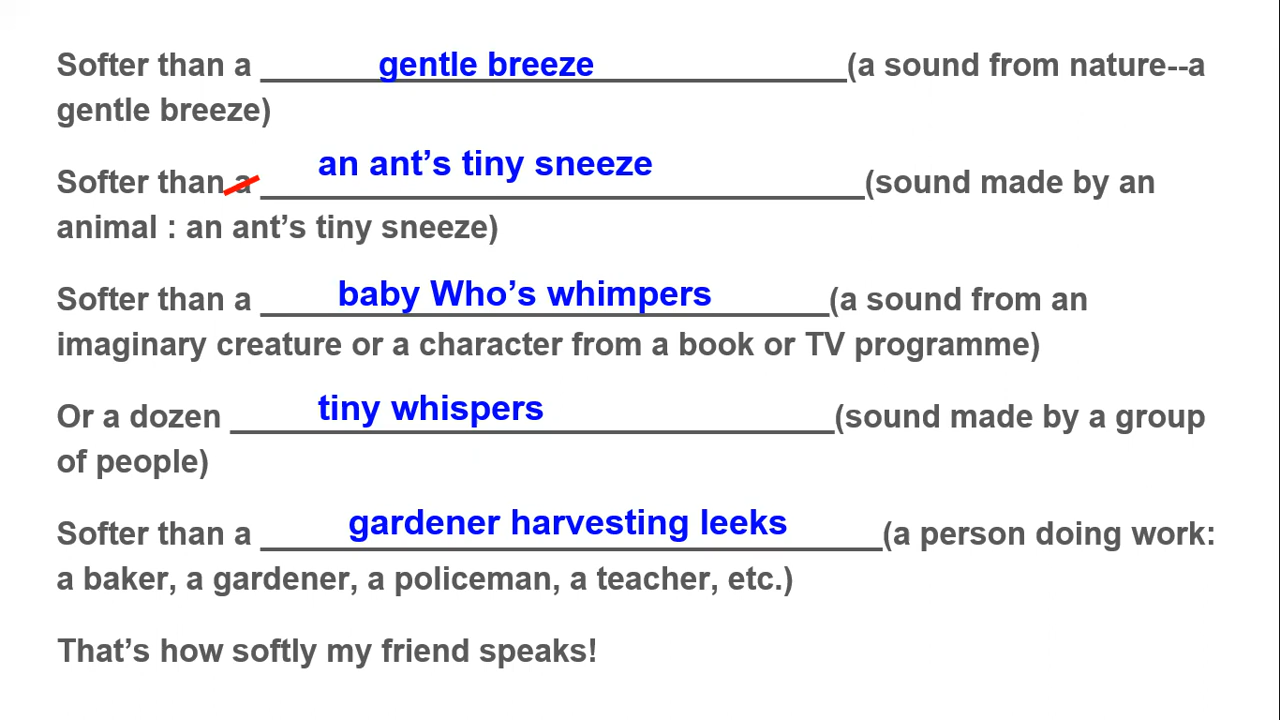 Softer than a gentle breeze (a sound from nature--a
gentle breeze)
Softer than a an ant’s tiny sneeze (sound made by an
animal : an ant’s tiny sneeze)
Softer than a baby Who’s whimpers (a sound from an
imaginary creature or a character from a book or TV programme)
Or a dozen tiny whispers (sound made by a group
of people)
Softer than a gardener harvesting leeks (a person doing work:
a baker, a gardener, a policeman, a teacher, etc.)
That’s how softly my friend speaks!